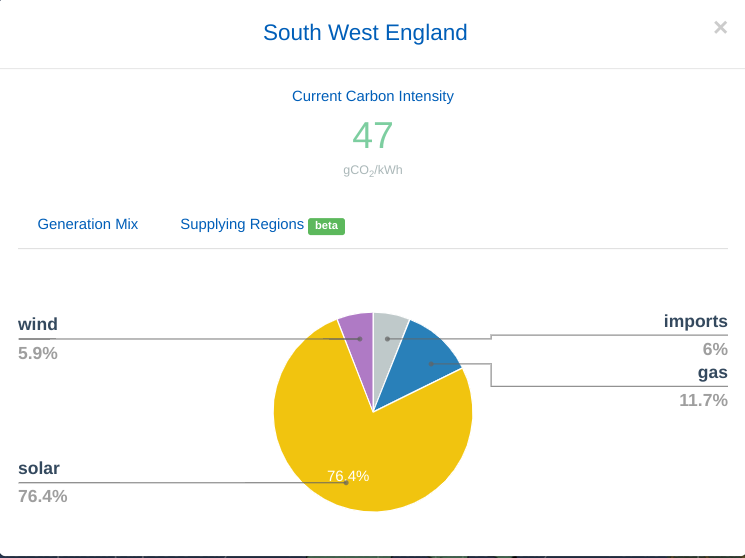 South West England
×
Current Carbon Intensity
47
gCO₂/kWh
Generation Mix
Supplying Regions beta
wind
5.9%
imports
6%
gas
11.7%
solar
76.4%
76.4%